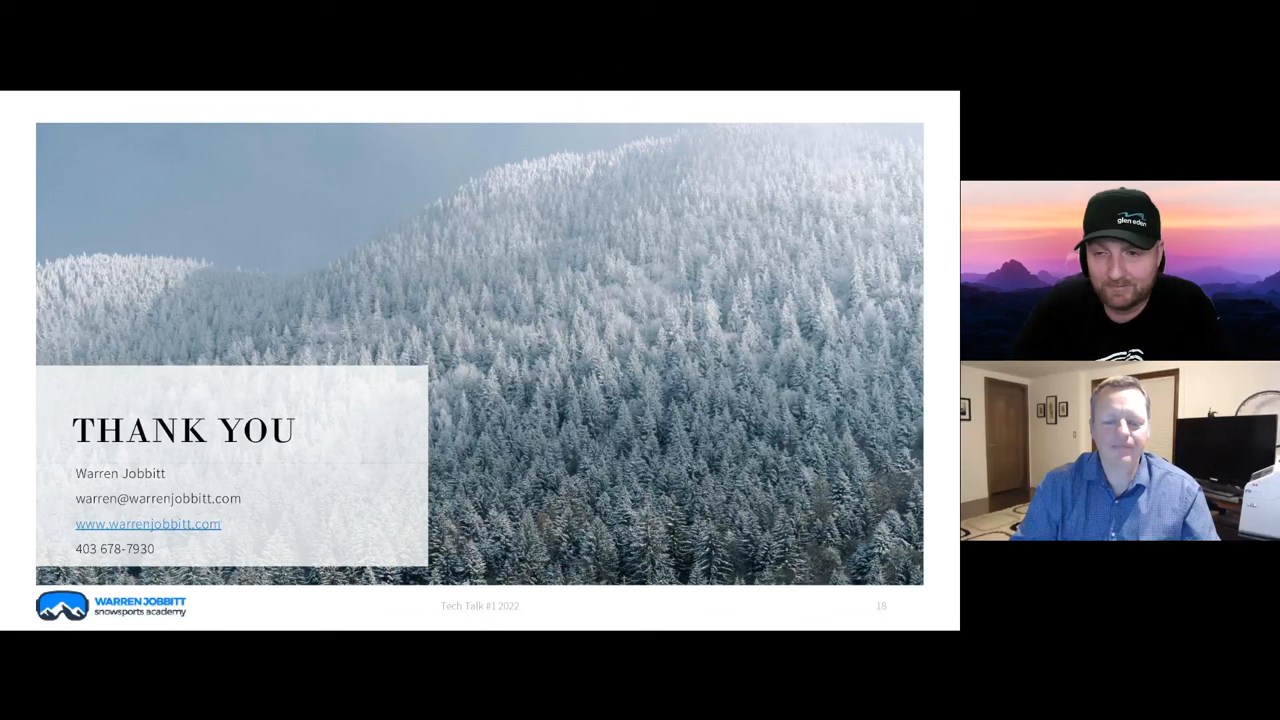 THANK YOU
Warren Jobbitt
warren@warrenjobbitt.com
www.warrenjobbitt.com
403 678-7930
WARREN JOBBITT
snowsports academy
Tech Talk #1 2022
18
glen eden